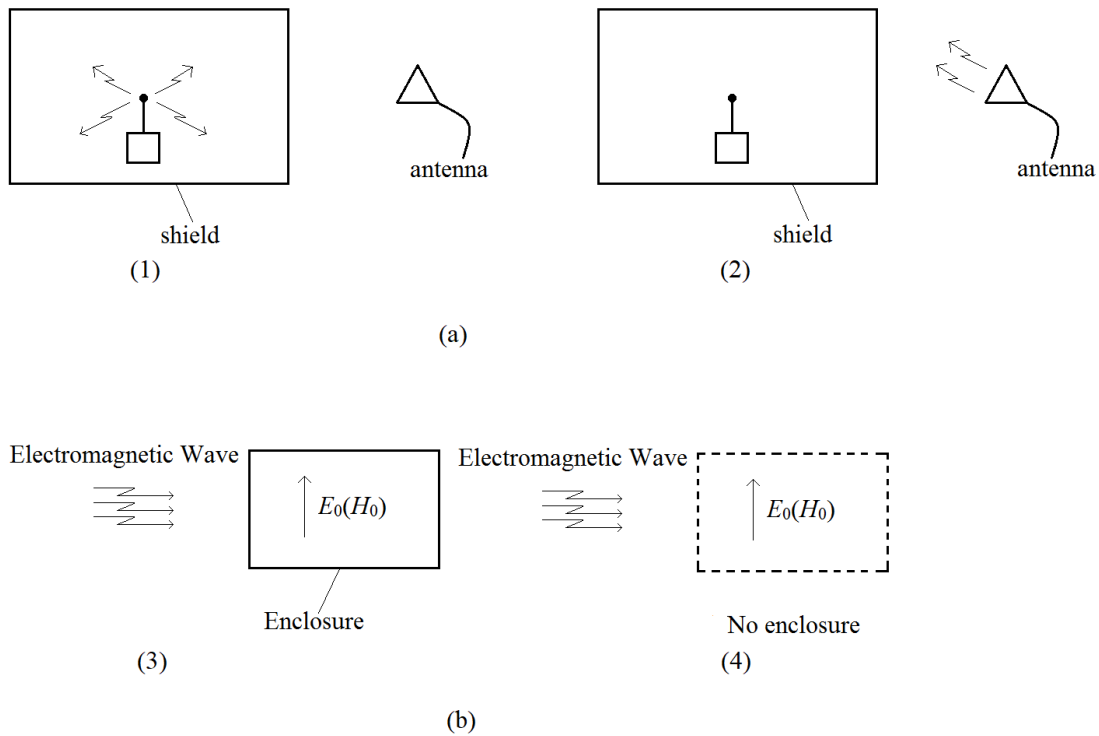 antenna
antenna
shield
shield
(1)
(2)
(a)
Electromagnetic Wave
Electromagnetic Wave
E0(H0)
E0(H0)
Enclosure
No enclosure
(3)
(4)
(b)